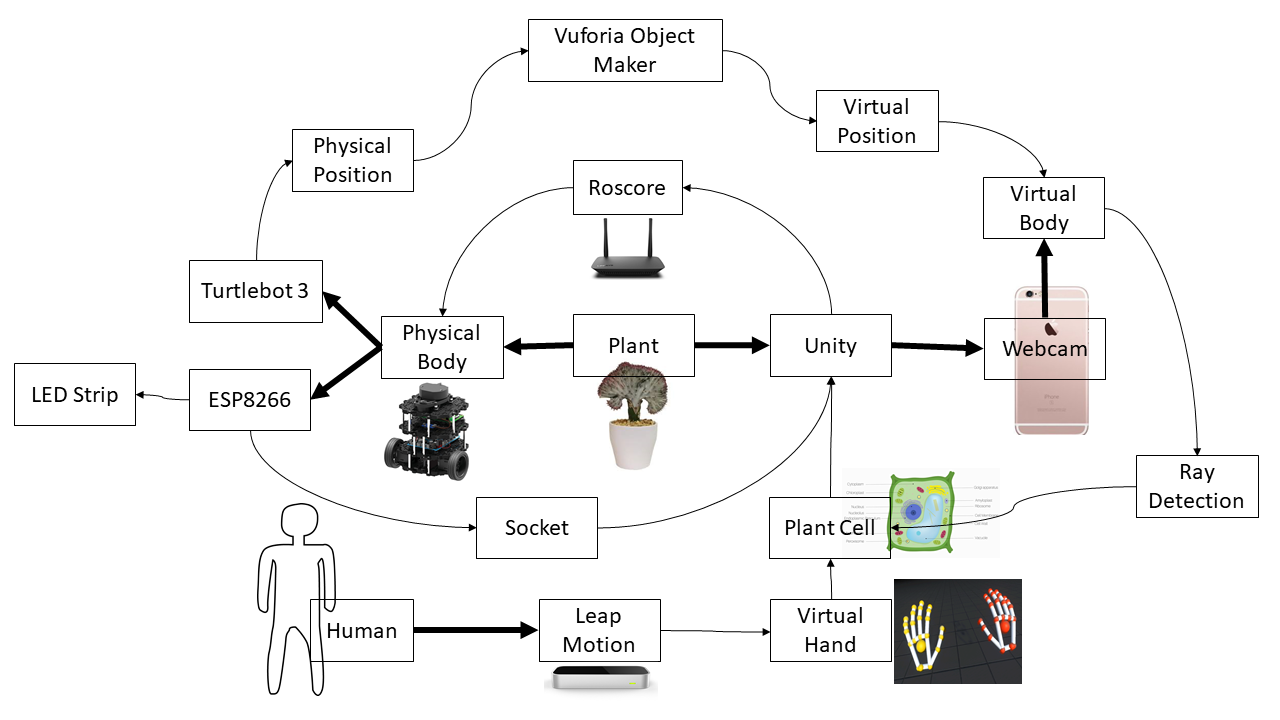 Vuforia Object
Maker
Virtual
Position
Physical
Position
Roscore
Virtual
Body
Turtlebot 3
Physical
Body
Plant
Unity
Webcam
LED Strip
ESP8266
Ray
Detection
Socket
Plant Cell
Human
Leap
Motion
Virtual
Hand